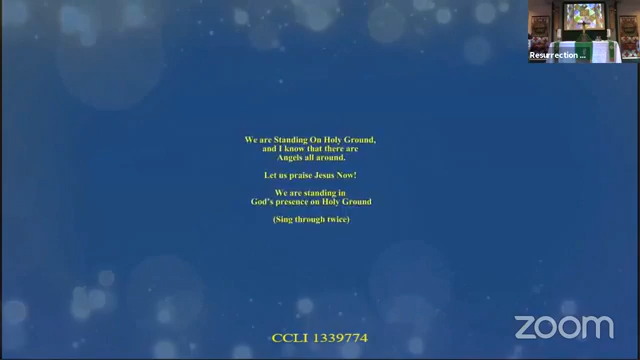 Resurrection ...
We are Standing On Holy Ground,
and I know that there are
Angels all around.
Let us praise Jesus Now!
We are standing in
God's presence on Holy Ground
(Sing through twice)
CCLI 1339774
zoom